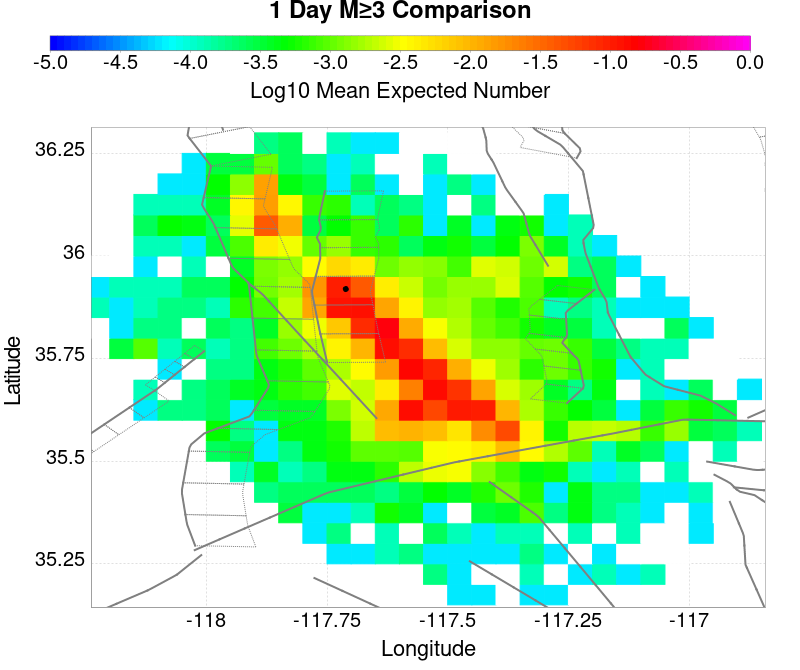 1 Day M≥3 Comparison
-5.0 -4.5 -4.0 -3.5 -3.0 -2.5 -2.0 -1.5 -1.0 -0.5 0.0
Log10 Mean Expected Number
36.25
36
35.75
35.5
35.25
Latitude
-118 -117.75 -117.5 -117.25 -117
Longitude